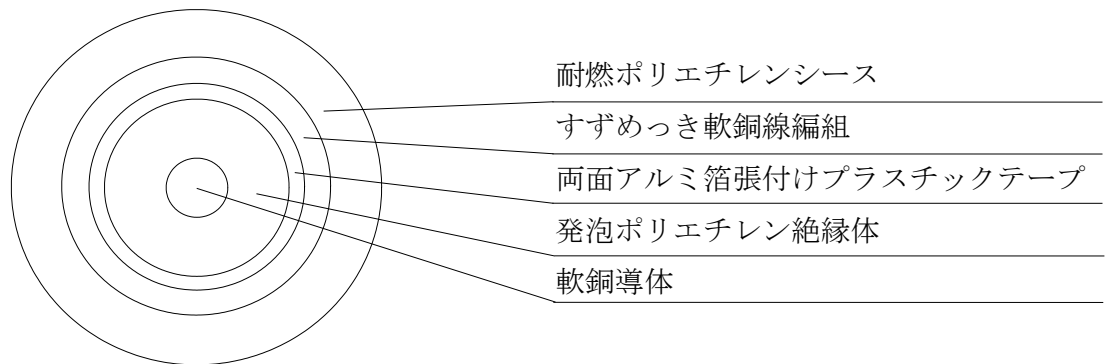 耐燃ポリエチレンシース
すずめっき軟銅線編組
両面アルミ箔張付けプラスチックテープ
発泡ポリエチレン絶縁体
軟銅導体